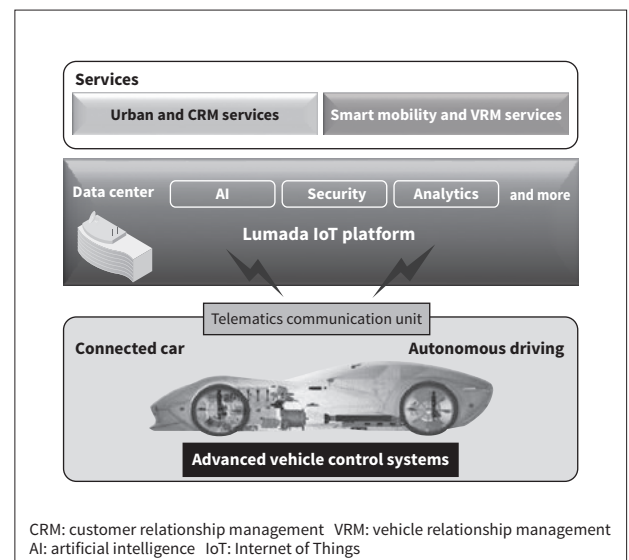 Services
Urban and CRM services
Smart mobility and VRM services
Data center
AI
Security
Analytics
and more
Lumada IoT platform
Telematics communication unit
Connected car
Autonomous driving
Advanced vehicle control systems
CRM: customer relationship management VRM: vehicle relationship management
AI: artificial intelligence IoT: Internet of Things